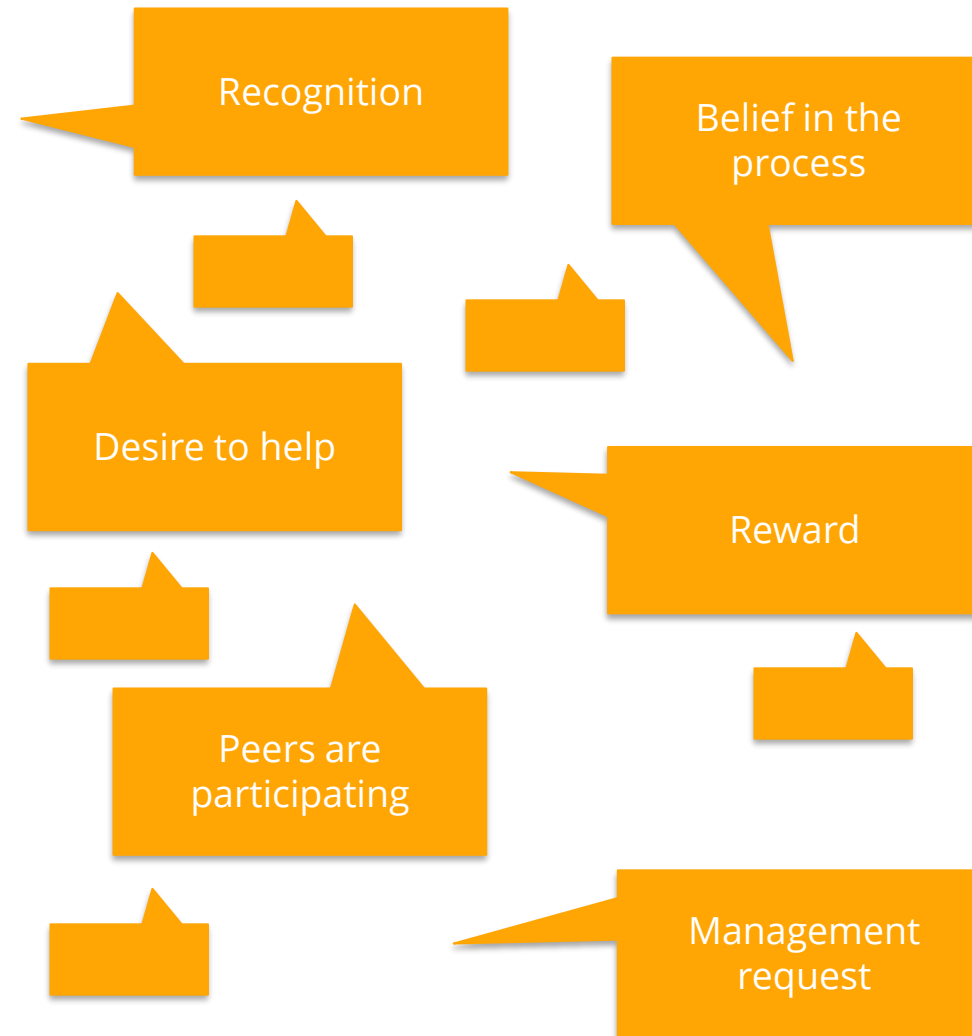 Recognition
Belief in the
process
Desire to help
Reward
Peers are
participating
Management
request